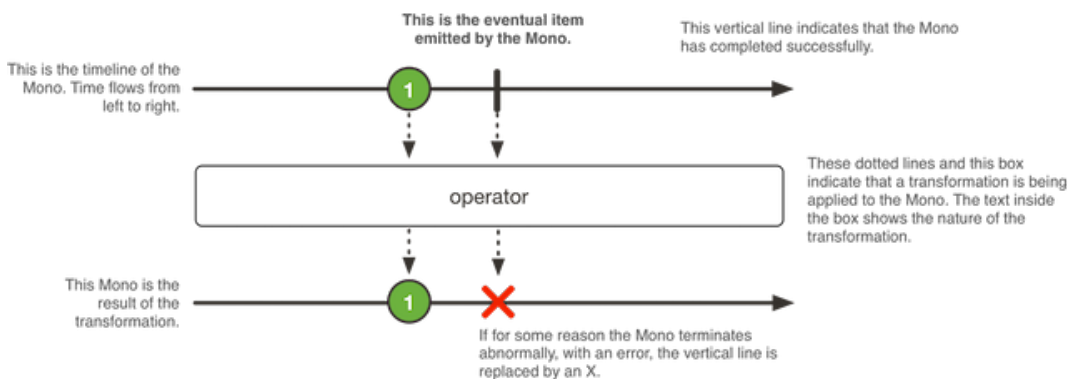 This is the eventual item
emitted by the Mono.
This vertical line indicates that the Mono
has completed successfully.
This is the timeline of the
Mono. Time flows from
left to right.
1
operator
These dotted lines and this box
indicate that a transformation is being
applied to the Mono. The text inside
the box shows the nature of the
transformation.
This Mono is the
result of the
transformation.
1
If for some reason the Mono terminates
abnormally, with an error, the vertical line is
replaced by an X.